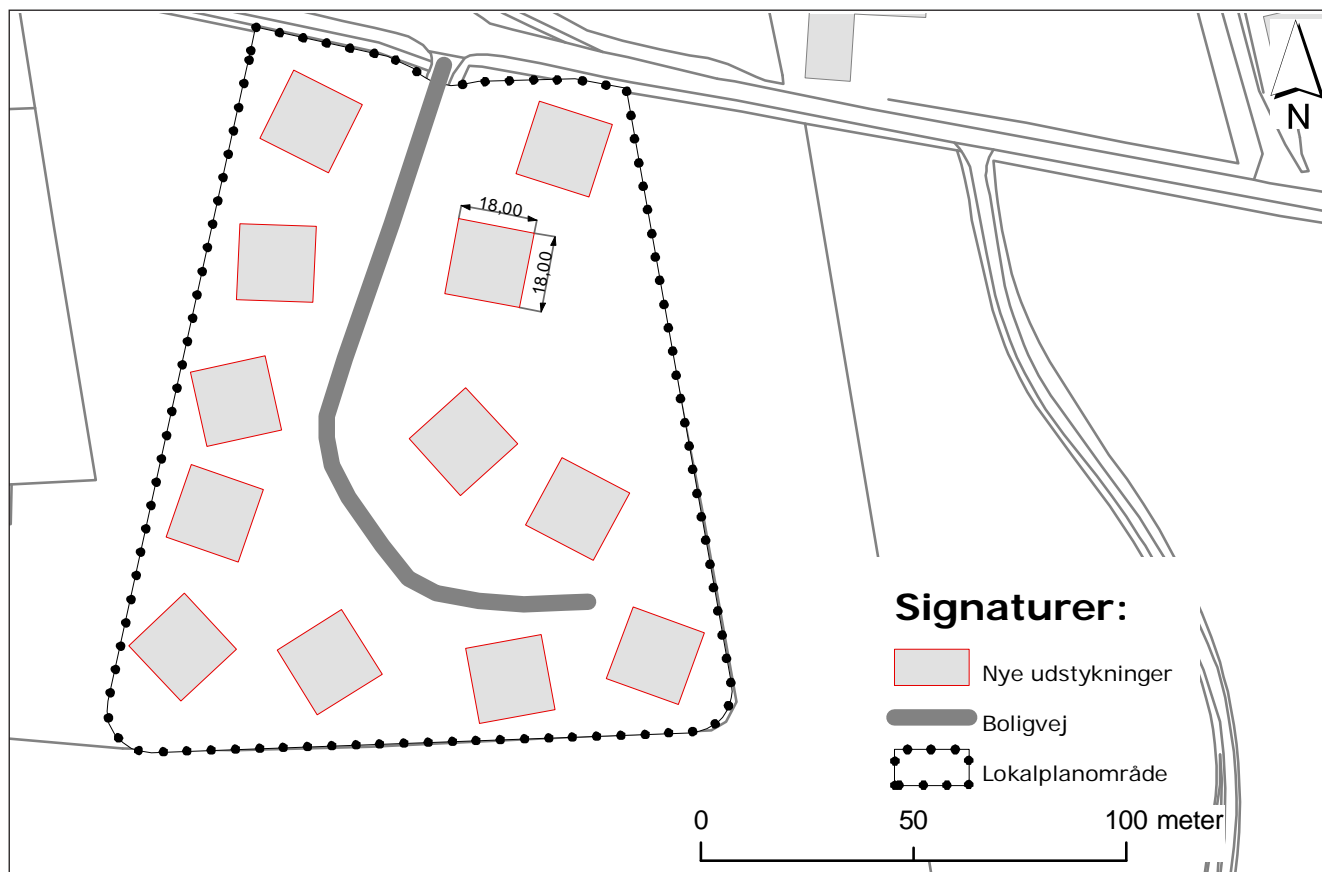 N
18,00
18,00
Signaturer:
Nye udstykninger
Boligvej
Lokalplanområde
0 50 100 meter